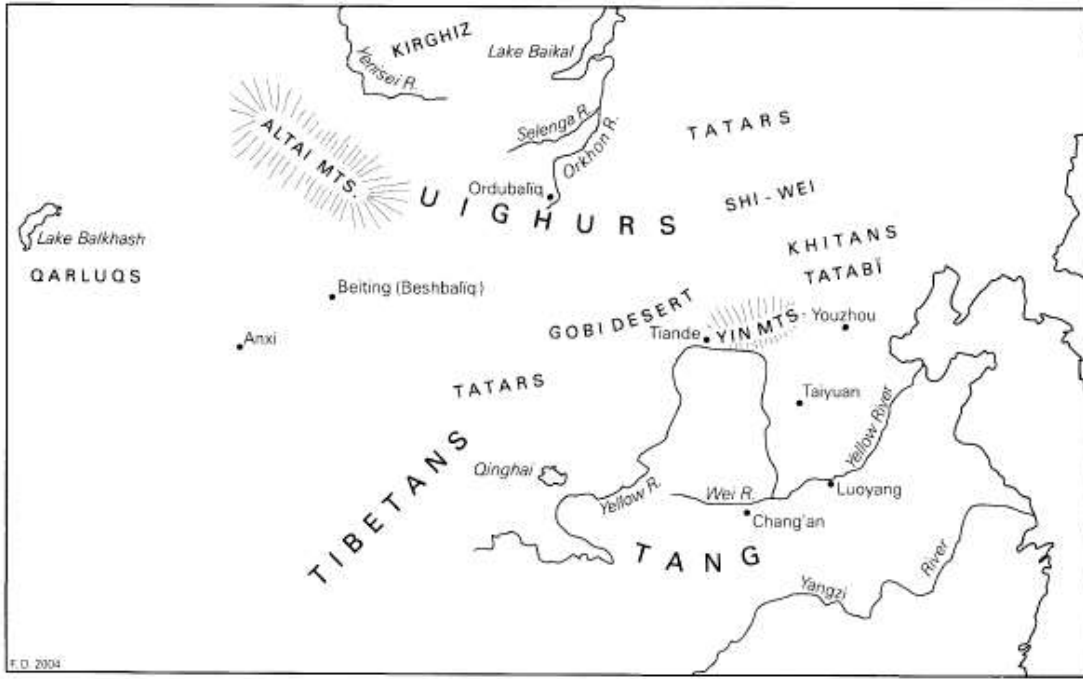 KIRGHIZ
Lake Baikal
Yenisei R.
Selenga R.
Orkhon R.
TATARS
ALTAI MTS.
Ordubalïq
UIGHURS
SHI-WEI
Lake Balkhash
QARLUQS
KHITANS
TATABÏ
Beiting (Beshbalïq)
GOBI DESERT
Tiande
YIN MTS.
Youzhou
Anxi
TATARS
Taiyuan
Yellow River
TIBETANS
Qinghai
Yellow R.
Wei R.
Luoyang
Chang'an
TANG
Yangzi
River
F.D. 2004